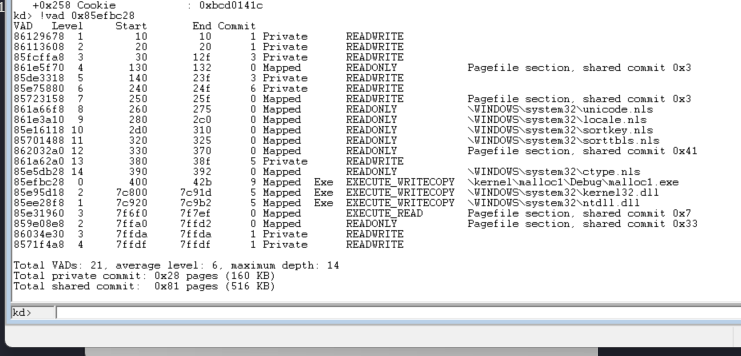 1
+0x258 Cookie : 0xbcd0141c
kd> !vad 0x85efbc28
VAD Level Start End Commit
86129678 1 10 10 1 Private READWRITE
86113608 2 20 20 1 Private READWRITE
85fcffa8 3 30 12f 3 Private READWRITE
861e5f70 4 130 132 0 Mapped READONLY Pagefile section, shared commit 0x3
85de3318 5 140 23f 3 Private READWRITE
85e75880 6 240 24f 6 Private READWRITE
85723158 7 250 25f 0 Mapped READWRITE Pagefile section, shared commit 0x3
861a66f8 8 260 275 0 Mapped READONLY \WINDOWS\system32\unicode.nls
861e3a10 9 280 2c0 0 Mapped READONLY \WINDOWS\system32\locale.nls
85e16118 10 2d0 310 0 Mapped READONLY \WINDOWS\system32\sortkey.nls
85701488 11 320 325 0 Mapped READONLY \WINDOWS\system32\sorttbls.nls
862032a0 12 330 370 0 Mapped READONLY Pagefile section, shared commit 0x41
861a62a0 13 380 38f 5 Private READWRITE
85e5db28 14 390 392 0 Mapped READONLY \WINDOWS\system32\ctype.nls
85efbc28 0 400 42b 9 Mapped Exe EXECUTE_WRITECOPY \kernel\malloc1\Debug\malloc1.exe
85e95d18 2 7c800 7c91d 5 Mapped Exe EXECUTE_WRITECOPY \WINDOWS\system32\kernel32.dll
85ee28f8 1 7c920 7c9b2 5 Mapped Exe EXECUTE_WRITECOPY \WINDOWS\system32\ntdll.dll
85e31960 3 7f6f0 7f7ef 0 Mapped EXECUTE_READ Pagefile section, shared commit 0x7
859e08e8 2 7ffa0 7ffd2 0 Mapped READONLY Pagefile section, shared commit 0x33
86034e30 3 7ffda 7ffda 1 Private READWRITE
8571f4a8 4 7ffdf 7ffdf 1 Private READWRITE
Total VADs: 21, average level: 6, maximum depth: 14
Total private commit: 0x28 pages (160 KB)
Total shared commit: 0x81 pages (516 KB)
kd>